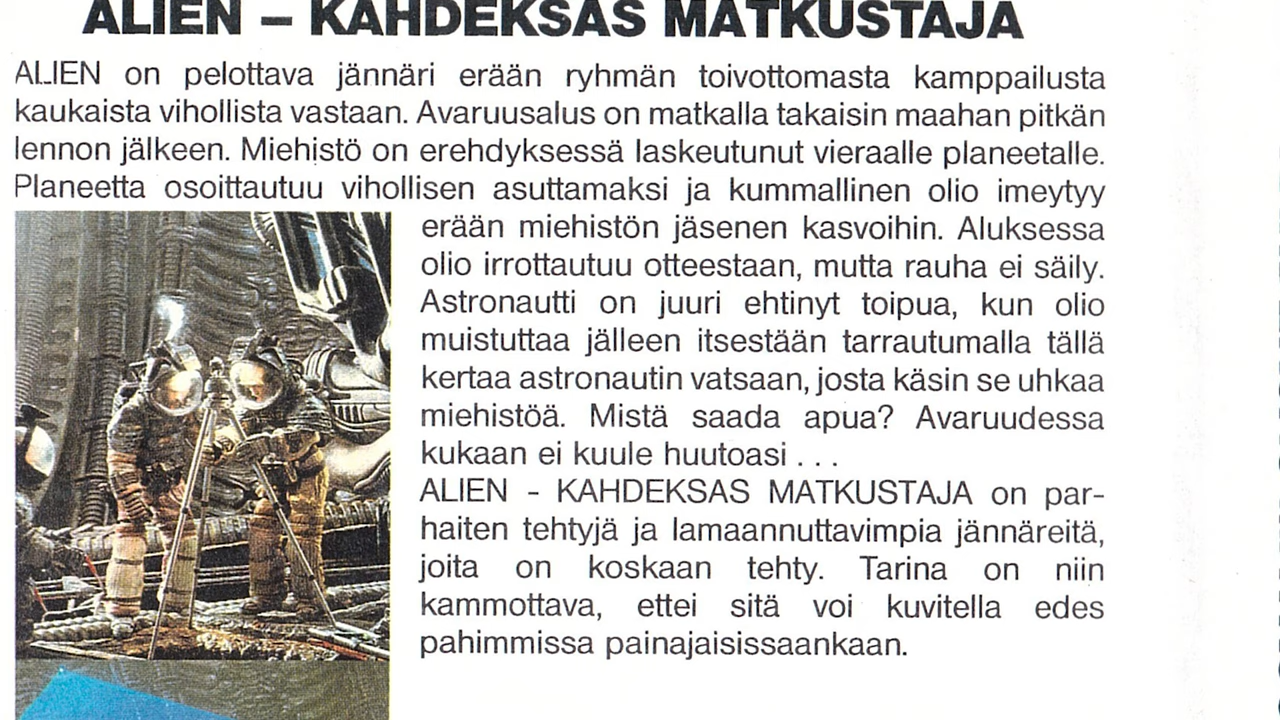 ALIEN – KAHDEKSAS MATKUSTAJA
ALIEN on pelottava jännäri erään ryhmän toivottomasta kamppailusta
kaukaista vihollista vastaan. Avaruusalus on matkalla takaisin maahan pitkän
lennon jälkeen. Miehistö on erehdyksessä laskeutunut vieraalle planeetalle.
Planeetta osoittautuu vihollisen asuttamaksi ja kummallinen olio imeytyy
erään miehistön jäsenen kasvoihin. Aluksessa
olio irrottautuu otteestaan, mutta rauha ei säily.
Astronautti on juuri ehtinyt toipua, kun olio
muistuttaa jälleen itsestään tarrautumalla tällä
kertaa astronautin vatsaan, josta käsin se uhkaa
miehistöä. Mistä saada apua? Avaruudessa
kukaan ei kuule huutoasi . . .
ALIEN - KAHDEKSAS MATKUSTAJA on par-
haiten tehtyjä ja lamaannuttavimpia jännäreitä,
joita on koskaan tehty. Tarina on niin
kammottava, ettei sitä voi kuvitella edes
pahimmissa painajaisissaankaan.